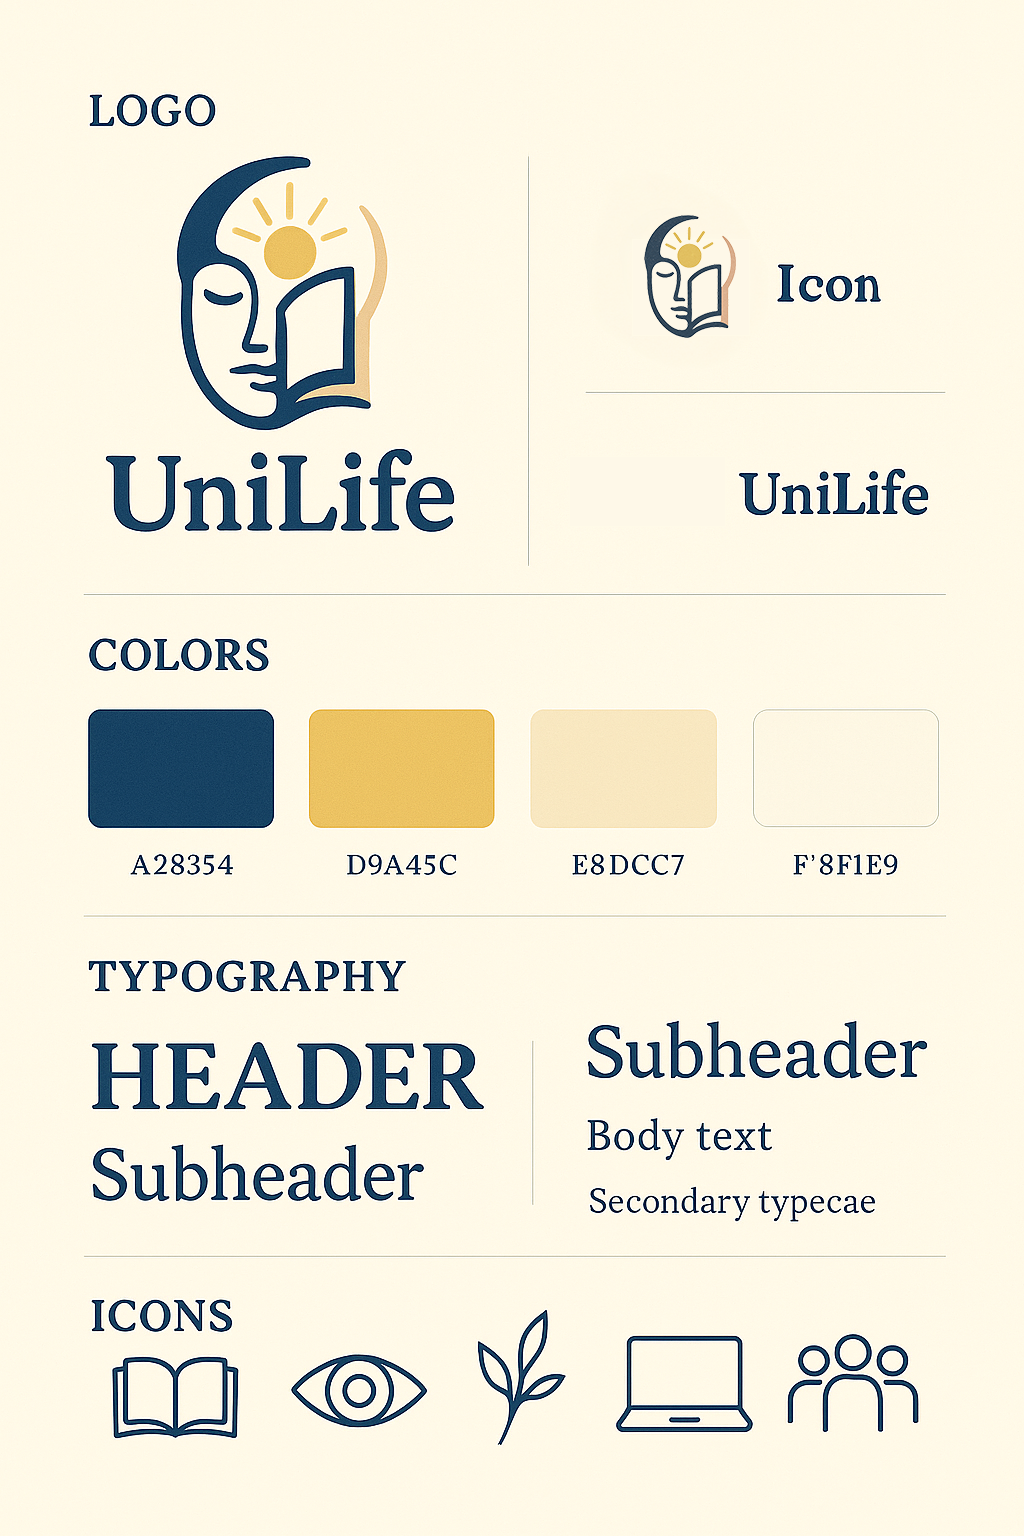 LOGO
UniLife
Icon
UniLife
COLORS
A28354
D9A45C
E8DCC7
F'8F1E9
TYPOGRAPHY
HEADER
Subheader
Subheader
Body text
Secondary typecae
ICONS